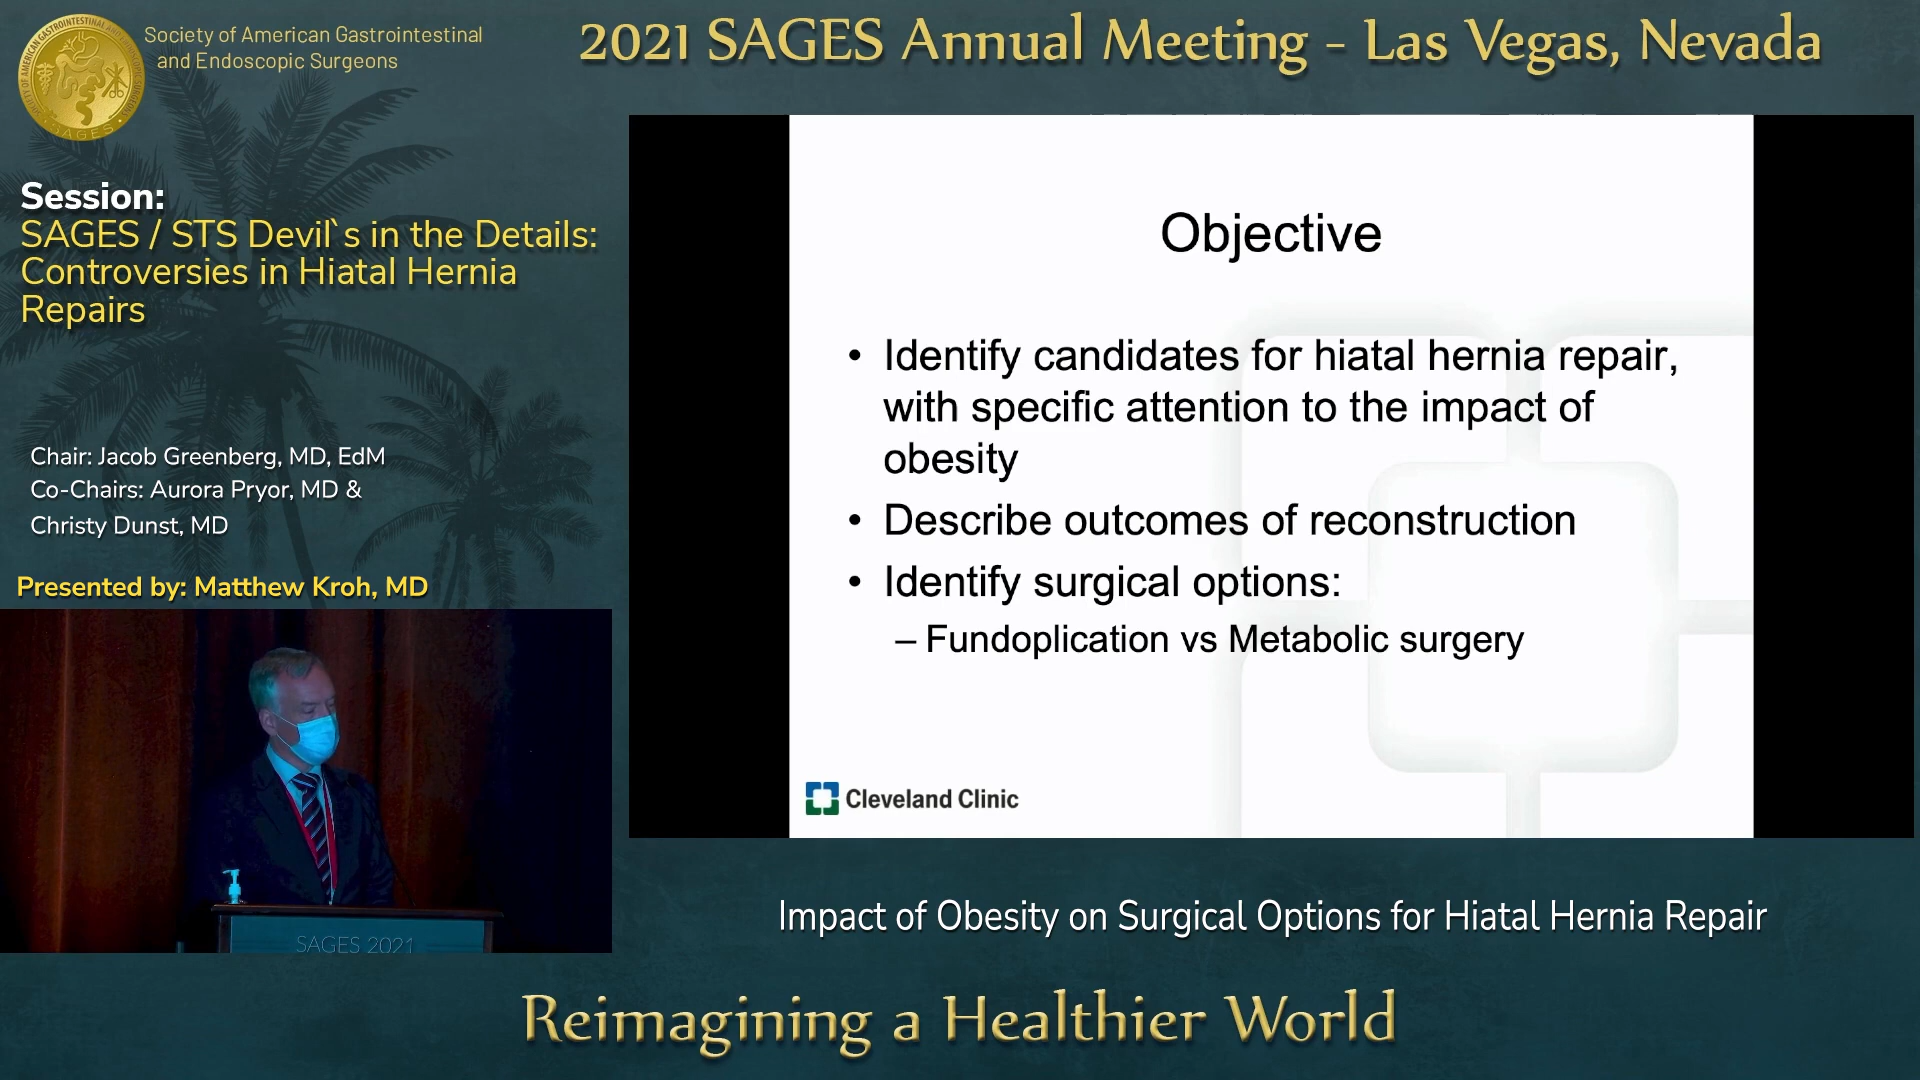 Society of American Gastrointestinal
and Endoscopic Surgeons
2021 SAGES Annual Meeting - Las Vegas, Nevada
SAGES
Session:
SAGES / STS Devil`s in the Details:
Controversies in Hiatal Hernia
Repairs
Chair: Jacob Greenberg, MD, EdM
Co-Chairs: Aurora Pryor, MD &
Christy Dunst, MD
Presented by: Matthew Kroh, MD
SAGES 2021
Objective
• Identify candidates for hiatal hernia repair,
with specific attention to the impact of
obesity
• Describe outcomes of reconstruction
• Identify surgical options:
– Fundoplication vs Metabolic surgery
Cleveland Clinic
Impact of Obesity on Surgical Options for Hiatal Hernia Repair
Reimagining a Healthier World